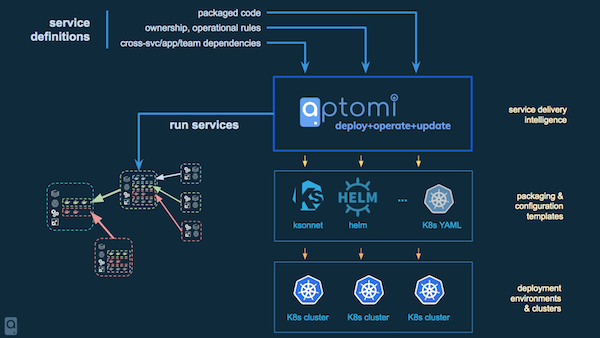 service
definitions
packaged code
ownership, operational rules
cross-svc/app/team dependencies
aptomi
deploy+operate+update
service delivery
intelligence
run services
ksonnet
HELM
helm
...
K8s YAML
packaging &
configuration
templates
K8s cluster
K8s cluster
K8s cluster
deployment
environments
& clusters